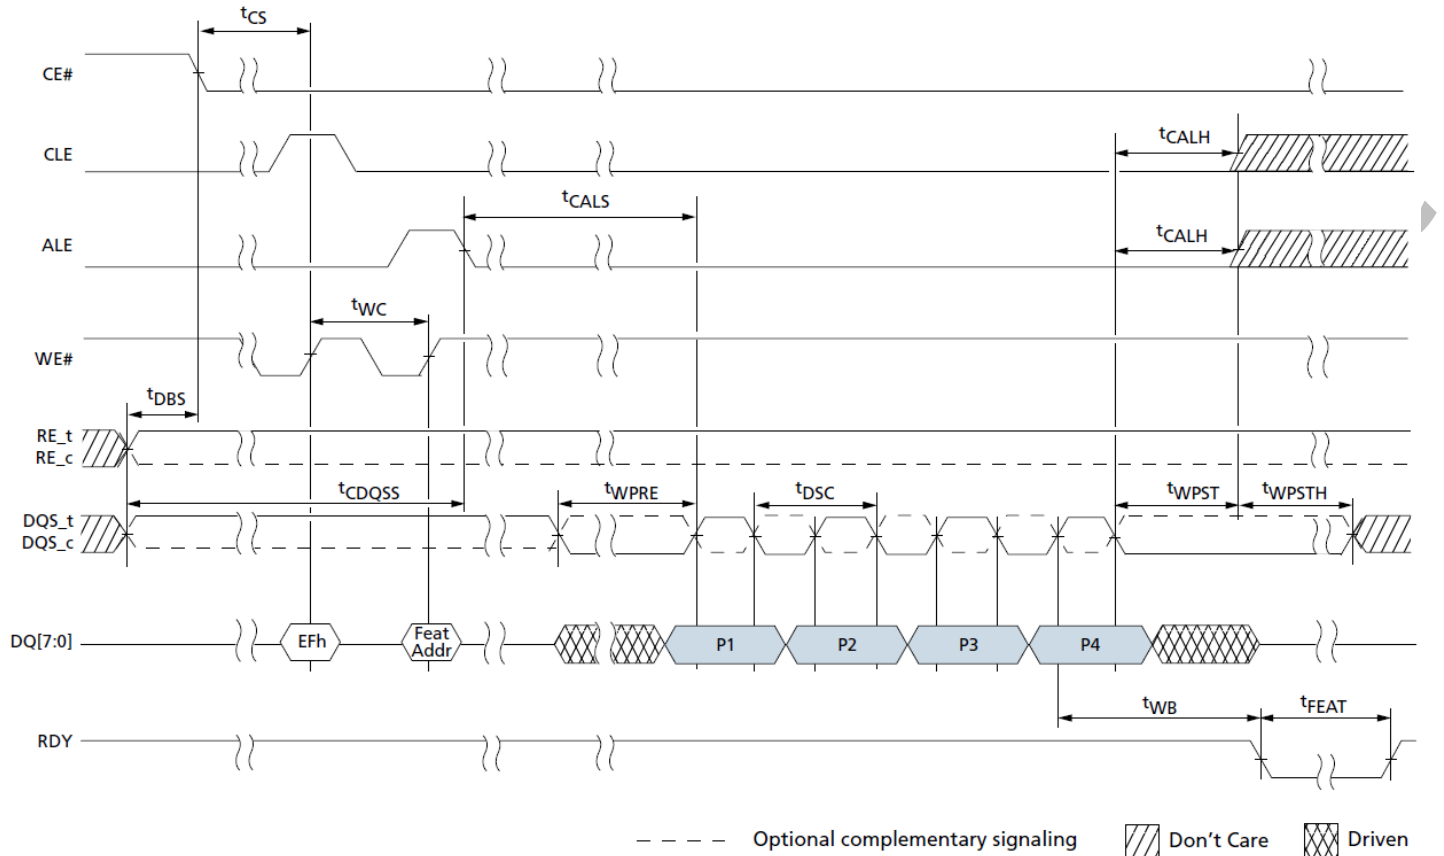 tCS
CE#
tCALH
CLE
tCALS
tCALH
ALE
tWC
WE#
tDBS
RE_t
RE_c
tCDQSS
tWPRE
tDSC
tWPST
tWPSTH
DQS_t
DQS_c
DQ[7:0]
EFh
Feat
Addr
P1
P2
P3
P4
tWB
tFEAT
RDY
Optional complementary signaling
Don't Care
Driven